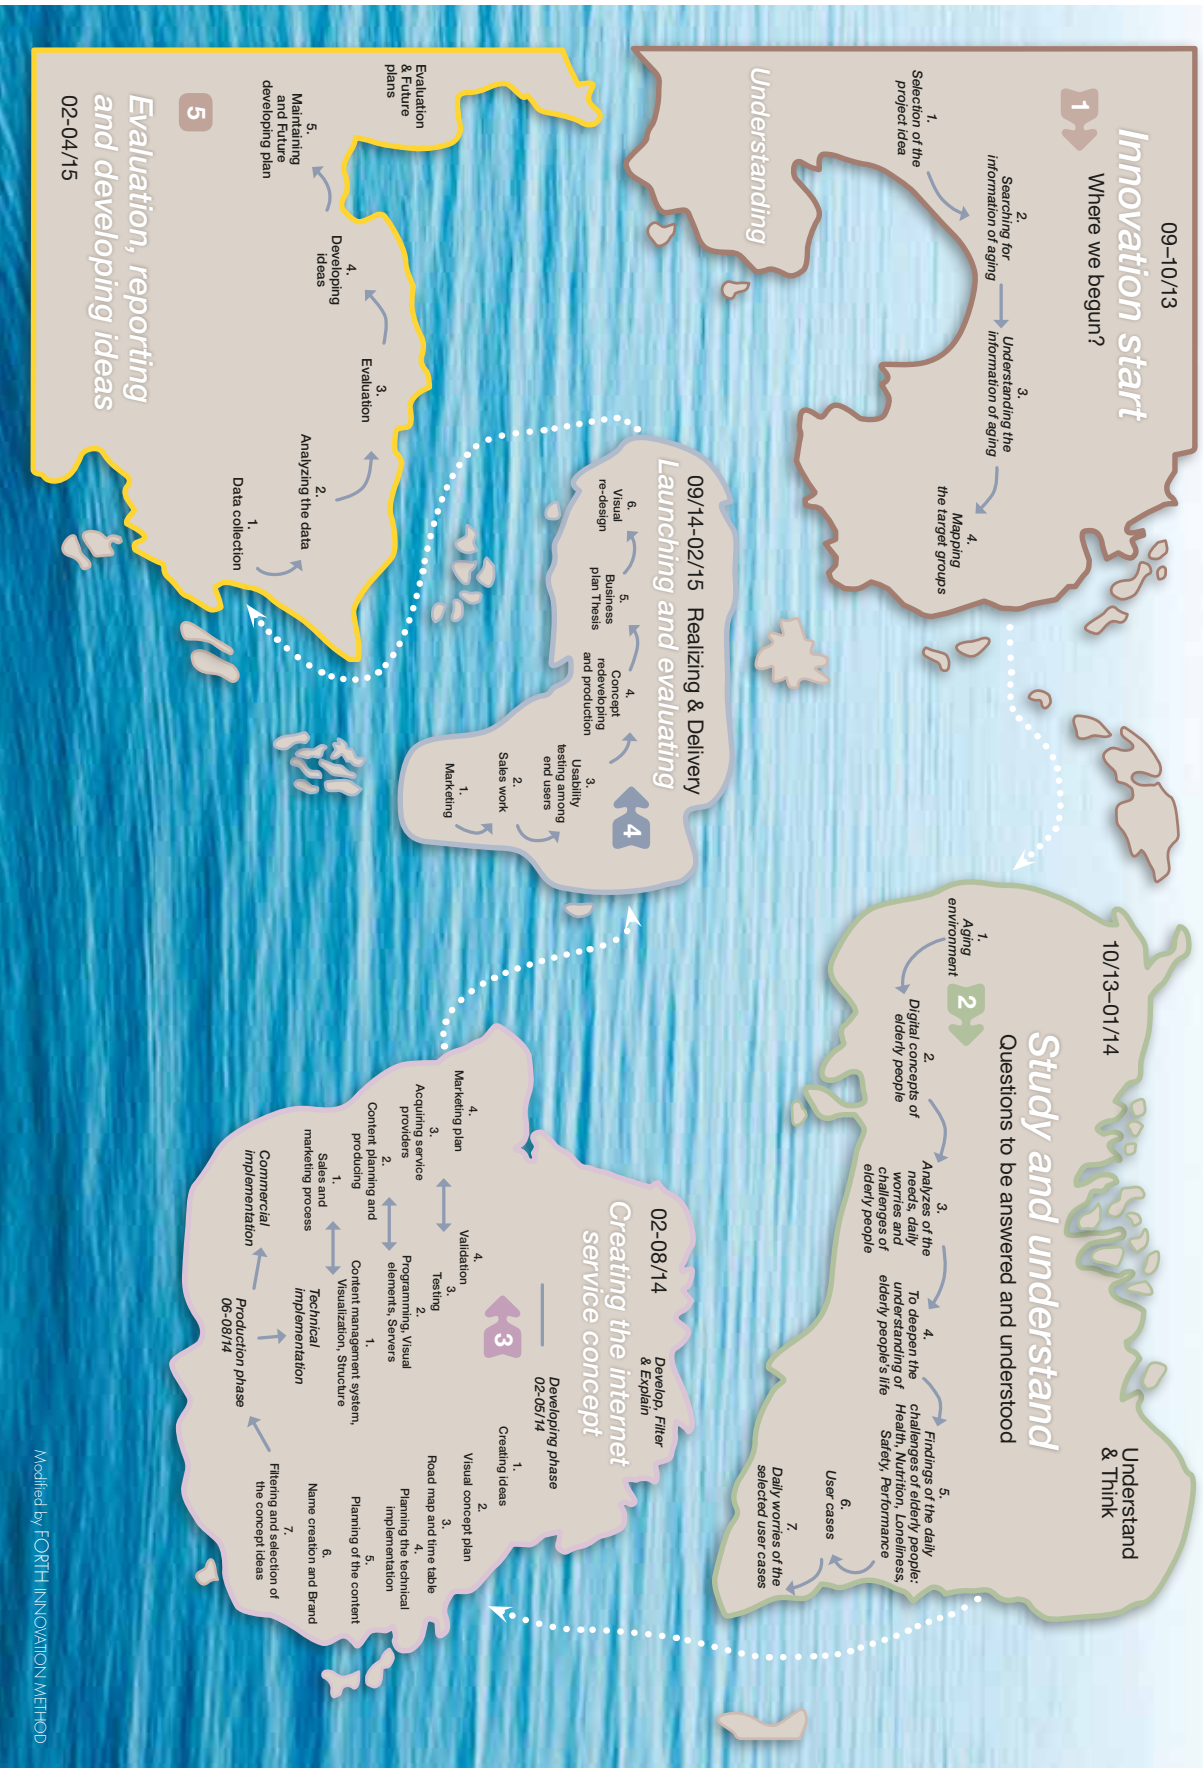 09–10/13
Innovation start
Where we begun?
1
1.
Selection of the
project idea
2.
Searching for
information of aging
3.
Understanding the
information of aging
4.
Mapping
the target groups
Understanding
10/13–01/14
Understand
& Think
Study and understand
Questions to be answered and understood
2
1.
Aging
environment
2.
Digital concepts of
elderly people
3.
Analyzes of the
needs, daily
worries and
challenges of
elderly people
4.
To deepen the
understanding of
elderly people's life
5.
Findings of the daily
challenges of elderly people:
Health, Nutrition, Loneliness,
Safety, Performance
6.
User cases
7.
Daily worries of the
selected user cases
02-08/14
Develop, Filter
& Explain
Creating the internet
service concept
3
Developing phase
02-05/14
1.
Creating ideas
2.
Visual concept plan
3.
Road map and time table
4.
Planning the technical
implementation
5.
Planning of the content
6.
Name creation and Brand
7.
Filtering and selection of
the concept ideas
Production phase
06-08/14
Technical
implementation
1.
Content management system,
Visualization, Structure
2.
Programming, Visual
elements, Servers
3.
Testing
4.
Validation
Commercial
implementation
1.
Sales and
marketing process
2.
Content planning and
producing
3.
Acquiring service
providers
4.
Marketing plan
09/14-02/15 Realizing & Delivery
Launching and evaluating
4
1.
Marketing
2.
Sales work
3.
Usability
testing among
end users
4.
Concept
redeveloping
and production
5.
Business
plan Thesis
6.
Visual
re-design
Evaluation
& Future
plans
1.
Data collection
2.
Analyzing the data
3.
Evaluation
4.
Developing
ideas
5.
Maintaining
and Future
developing plan
5
Evaluation, reporting
and developing ideas
02-04/15
Modified by FORTH INNOVATION METHOD